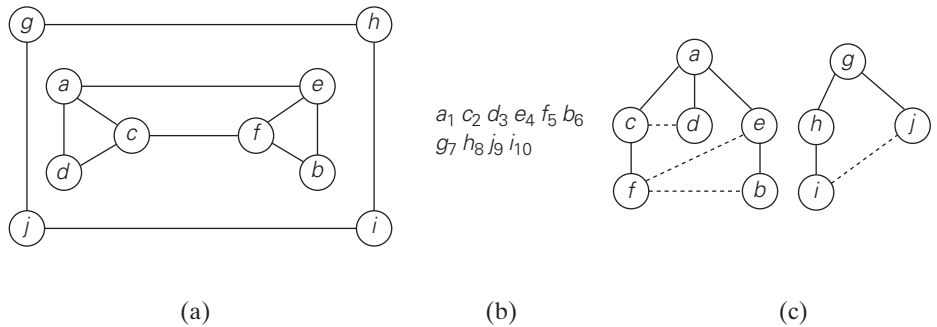 g h
a e
c f
d b
j i
a1 c2 d3 e4 f5 b6
g7 h8 j9 i10
a
c d e
f b
g
h j
i
(a) (b) (c)